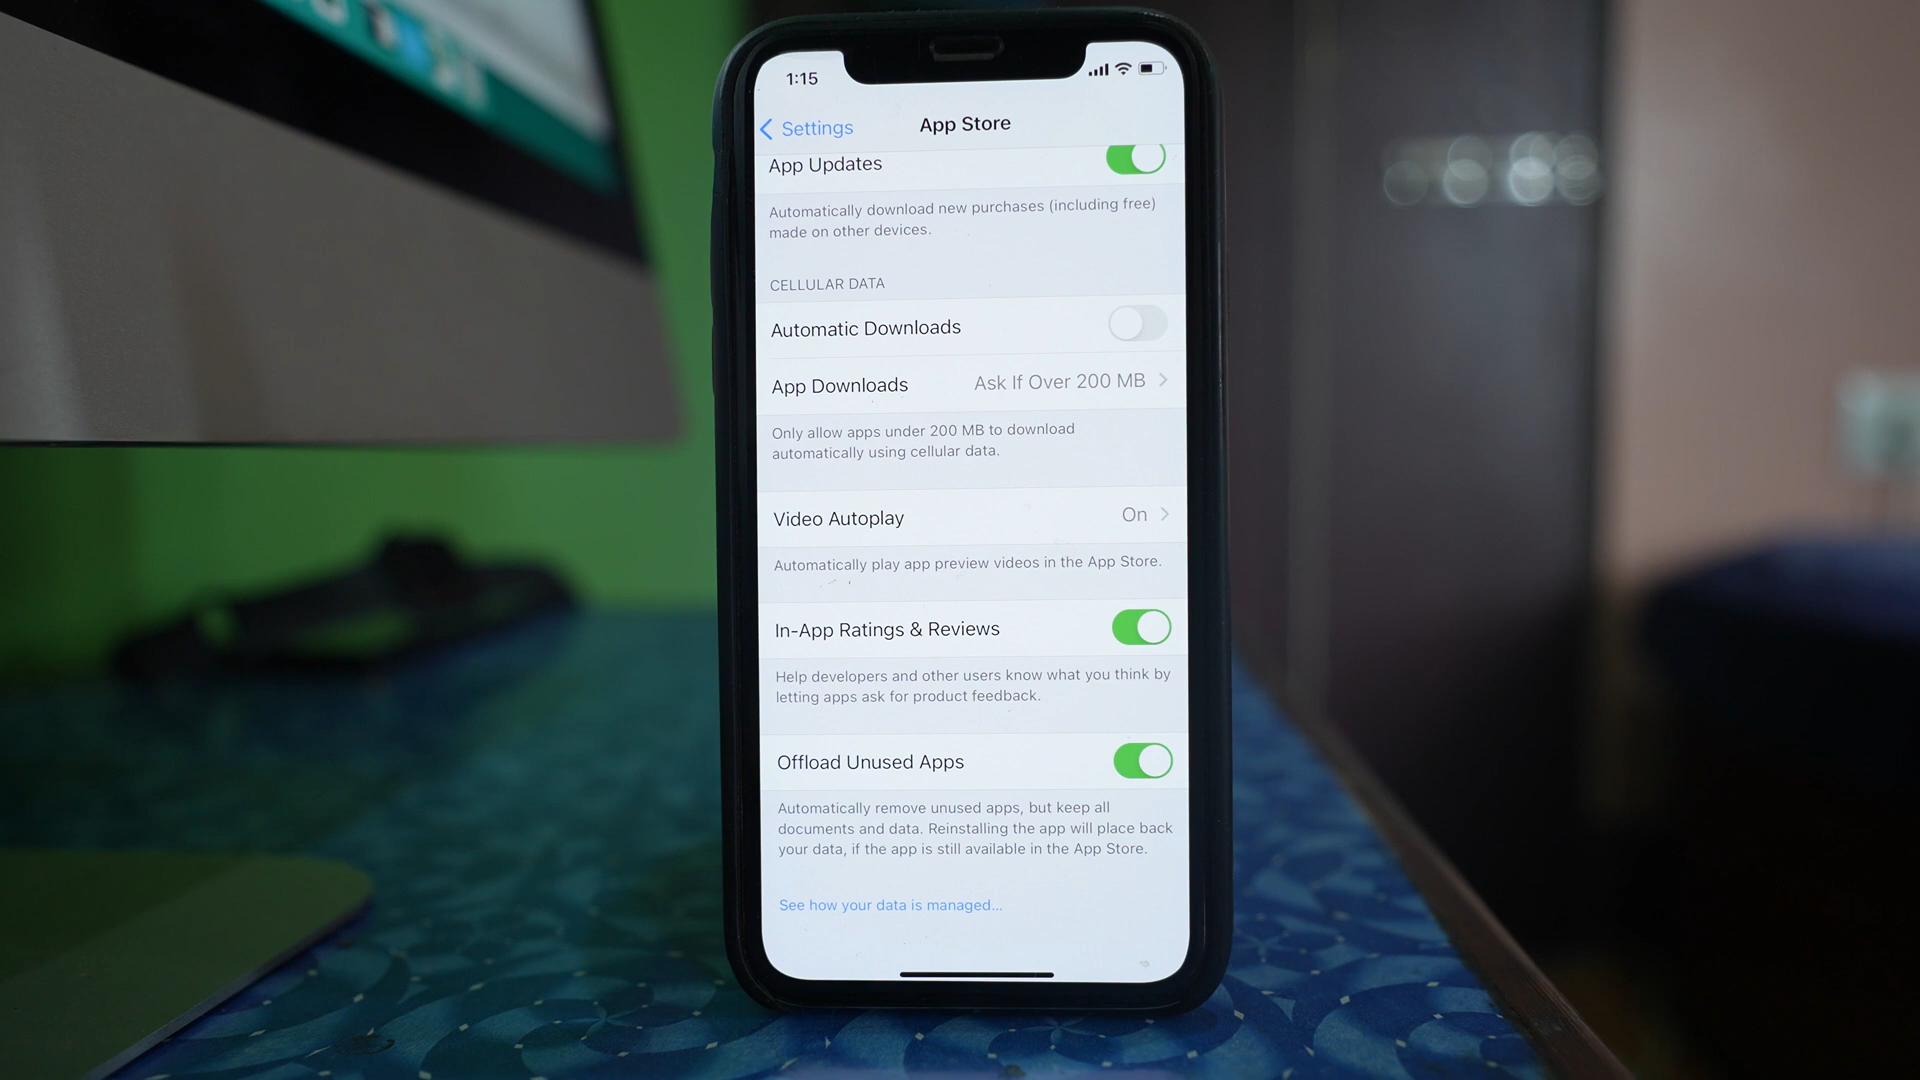 1:15
Settings
App Store
App Updates
Automatically download new purchases (including free)
made on other devices.
CELLULAR DATA
Automatic Downloads
App Downloads Ask If Over 200 MB
Only allow apps under 200 MB to download
automatically using cellular data.
Video Autoplay On
Automatically play app preview videos in the App Store.
In-App Ratings & Reviews
Help developers and other users know what you think by
letting apps ask for product feedback.
Offload Unused Apps
Automatically remove unused apps, but keep all
documents and data. Reinstalling the app will place back
your data, if the app is still available in the App Store.
See how your data is managed...